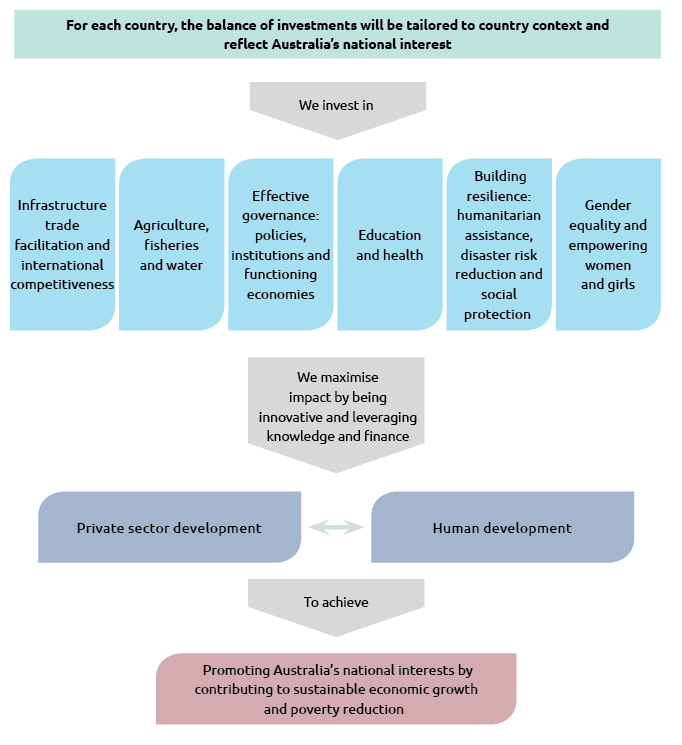 For each country, the balance of investments will be tailored to country context and
reflect Australia’s national interest
We invest in
Infrastructure
trade
facilitation and
international
competitiveness
Agriculture,
fisheries
and water
Effective
governance:
policies,
institutions and
functioning
economies
Education
and health
Building
resilience:
humanitarian
assistance,
disaster risk
reduction and
social
protection
Gender
equality and
empowering
women
and girls
We maximise
impact by being
innovative and leveraging
knowledge and finance
Private sector development
Human development
To achieve
Promoting Australia’s national interests by
contributing to sustainable economic growth
and poverty reduction